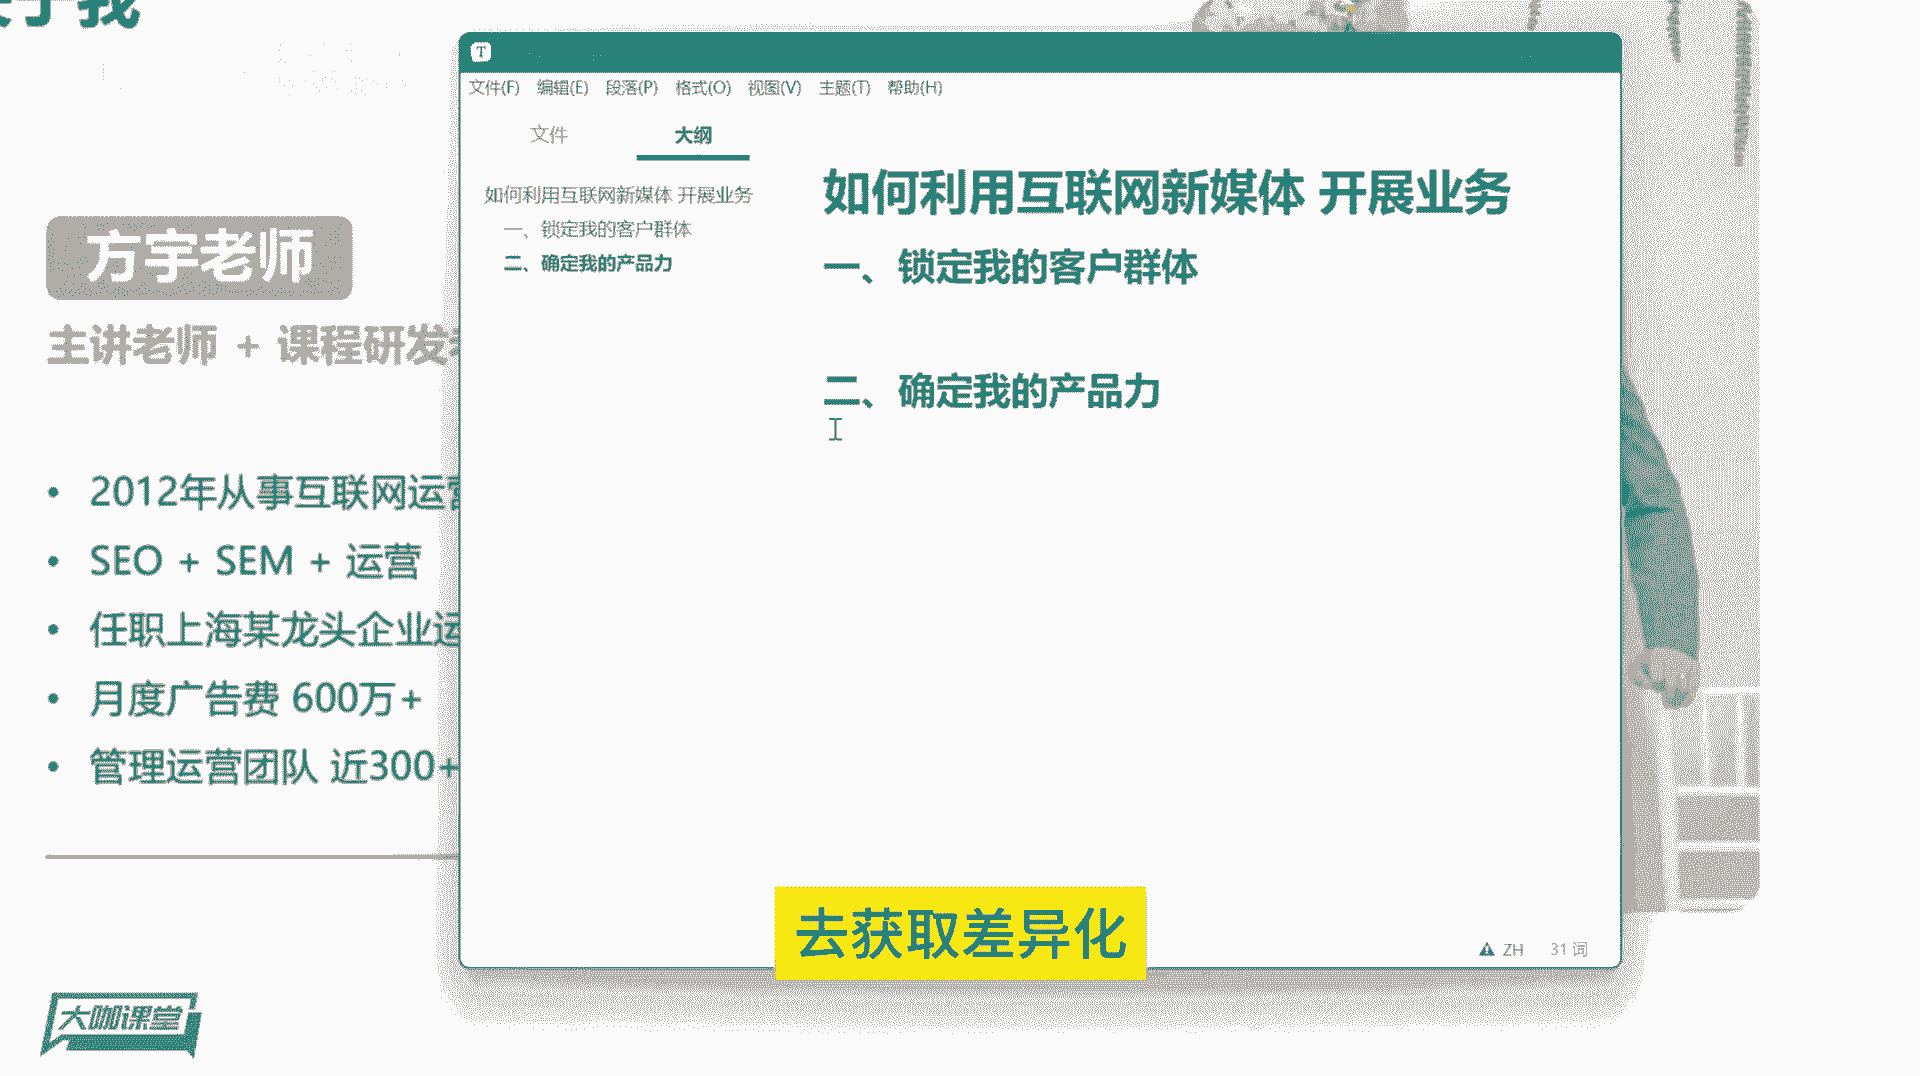 方宇老师
主讲老师 + 课程研发
2012年从事互联网运营
SEO + SEM + 运营
任职上海某龙头企业运
月度广告费 600万+
管理运营团队 近300+
大咖课堂
T
文件(F) 编辑(E) 段落(P) 格式(O) 视图(V) 主题(T) 帮助(H)
文件 大纲
如何利用互联网新媒体 开展业务
一、锁定我的客户群体
二、确定我的产品力
如何利用互联网新媒体 开展业务
一、锁定我的客户群体
二、确定我的产品力
去获取差异化
ZH 31 词